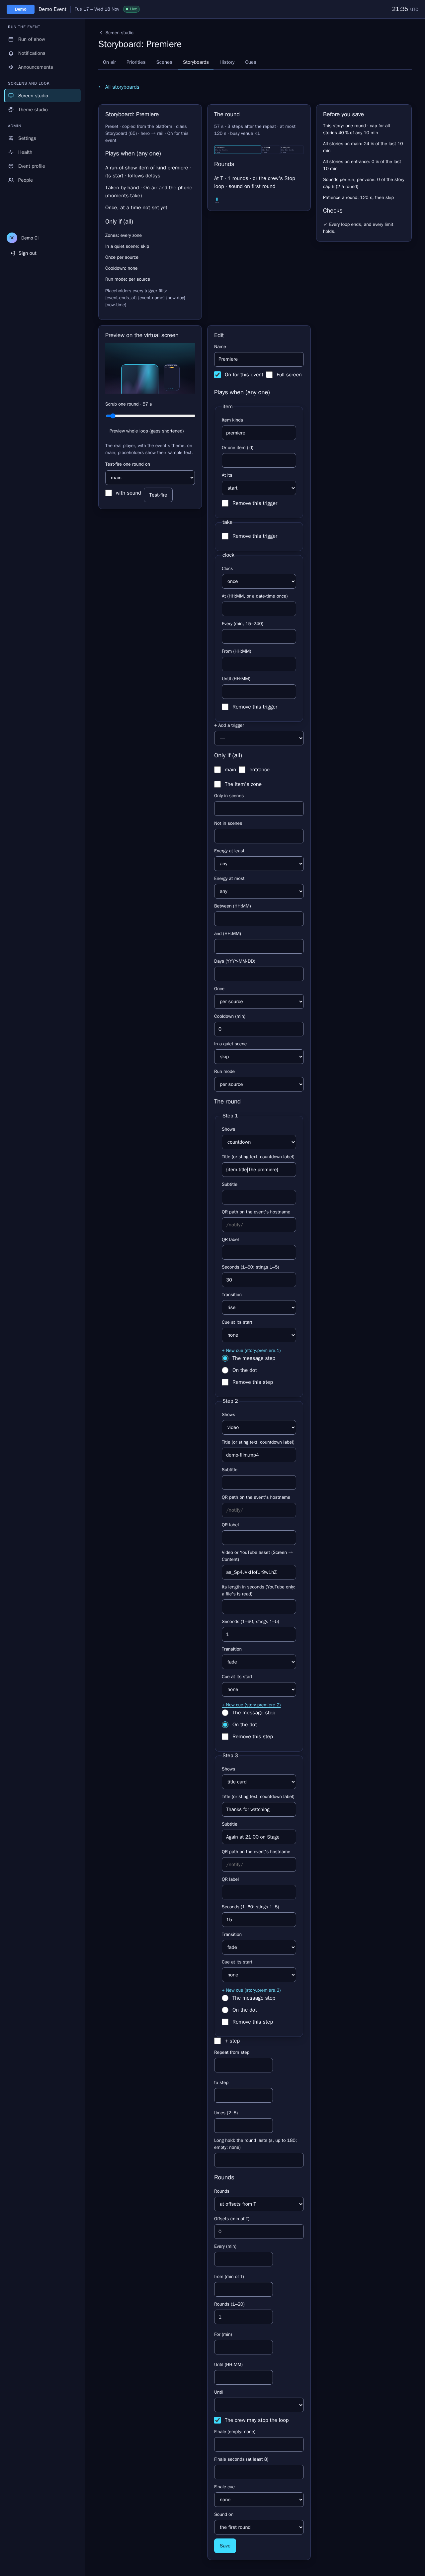 Demo
Demo Event
Tue 17 – Wed 18 Nov
Live
21:35 UTC
RUN THE EVENT
Run of show
Notifications
Announcements
SCREENS AND LOOK
Screen studio
Theme studio
ADMIN
Settings
Health
Event profile
People
Demo Ci
Sign out
Screen studio
Storyboard: Premiere
On air
Priorities
Scenes
Storyboards
History
Cues
← All storyboards
Storyboard: Premiere
Preset · copied from the platform · class
Storyboard (65) · hero → rail · On for this
event
Plays when (any one)
A run-of-show item of kind premiere ·
its start · follows delays
Taken by hand · On air and the phone
(moments.take)
Once, at a time not set yet
Only if (all)
Zones: every zone
In a quiet scene: skip
Once per source
Cooldown: none
Run mode: per source
Placeholders every trigger fills:
{event.ends_at} {event.name} {now.day}
{now.time}
The round
57 s · 3 steps after the repeat · at most
120 s · busy venue ×1
Rounds
At T · 1 rounds · or the crew's Stop
loop · sound on first round
Before you save
This story: one round · cap for all
stories 40 % of any 10 min
All stories on main: 24 % of the last 10
min
All stories on entrance: 0 % of the last
10 min
Sounds per run, per zone: 0 of the story
cap 6 (2 a round)
Patience a round: 120 s, then skip
Checks
✓ Every loop ends, and every limit
holds.
Preview on the virtual screen
Scrub one round · 57 s
Preview whole loop (gaps shortened)
The real player, with the event's theme, on
main; placeholders show their sample text.
Test-fire one round on
main
with sound
Test-fire
Edit
Name
Premiere
On for this event
Full screen
Plays when (any one)
item
Item kinds
premiere
Or one item (id)
At its
start
Remove this trigger
take
Remove this trigger
clock
Clock
once
At (HH:MM, or a date-time once)
Every (min, 15–240)
From (HH:MM)
Until (HH:MM)
Remove this trigger
+ Add a trigger
—
Only if (all)
main
entrance
The item's zone
Only in scenes
Not in scenes
Energy at least
any
Energy at most
any
Between (HH:MM)
and (HH:MM)
Days (YYYY-MM-DD)
Once
per source
Cooldown (min)
0
In a quiet scene
skip
Run mode
per source
The round
Step 1
Shows
countdown
Title (or sting text, countdown label)
{item.title|The premiere}
Subtitle
QR path on the event's hostname
/notify/
QR label
Seconds (1–60; stings 1–5)
30
Transition
rise
Cue at its start
none
+ New cue (story.premiere.1)
The message step
On the dot
Remove this step
Step 2
Shows
video
Title (or sting text, countdown label)
demo-film.mp4
Subtitle
QR path on the event's hostname
/notify/
QR label
Video or YouTube asset (Screen →
Content)
Its length in seconds (YouTube only;
a file's is read)
Seconds (1–60; stings 1–5)
1
Transition
fade
Cue at its start
none
+ New cue (story.premiere.2)
The message step
On the dot
Remove this step
Step 3
Shows
title card
Title (or sting text, countdown label)
Thanks for watching
Subtitle
Again at 21:00 on Stage
QR path on the event's hostname
/notify/
QR label
Seconds (1–60; stings 1–5)
15
Transition
fade
Cue at its start
none
+ New cue (story.premiere.3)
The message step
On the dot
Remove this step
+ step
Repeat from step
to step
times (2–5)
Long hold: the round lasts (s, up to 180;
empty: none)
Rounds
Rounds
at offsets from T
Offsets (min of T)
0
Every (min)
from (min of T)
Rounds (1–20)
1
For (min)
Until (HH:MM)
Until
—
The crew may stop the loop
Finale (empty: none)
Finale seconds (at least 8)
Finale cue
none
Sound on
the first round
Save